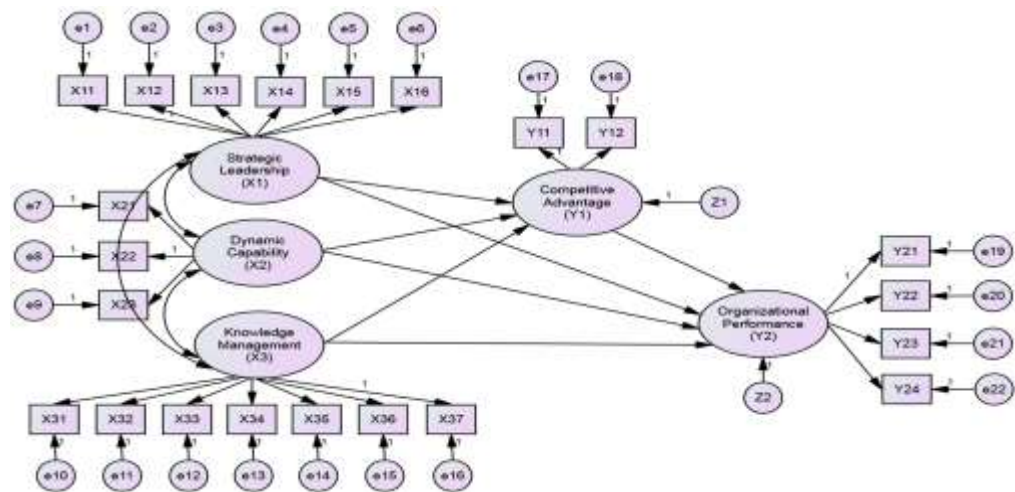 e1 e2 e3 e4 e5 e6
1 1 1 1 1 1
X11 X12 X13 X14 X15 X16
1
e17 e18
1 1
Y11 Y12
1
Strategic
Leadership
(X1)
Competitive
Advantage
(Y1)
1 Z1
e7 1 X21
e8 1 X22 1
e9 1 X23
Dynamic
Capability
(X2)
Knowledge
Management
(X3)
Organizational
Performance
(Y2)
1
Z2
1
Y21 1 e19
Y22 1 e20
Y23 1 e21
Y24 1 e22
1
X31 X32 X33 X34 X35 X36 X37
1 1 1 1 1 1 1
e10 e11 e12 e13 e14 e15 e16